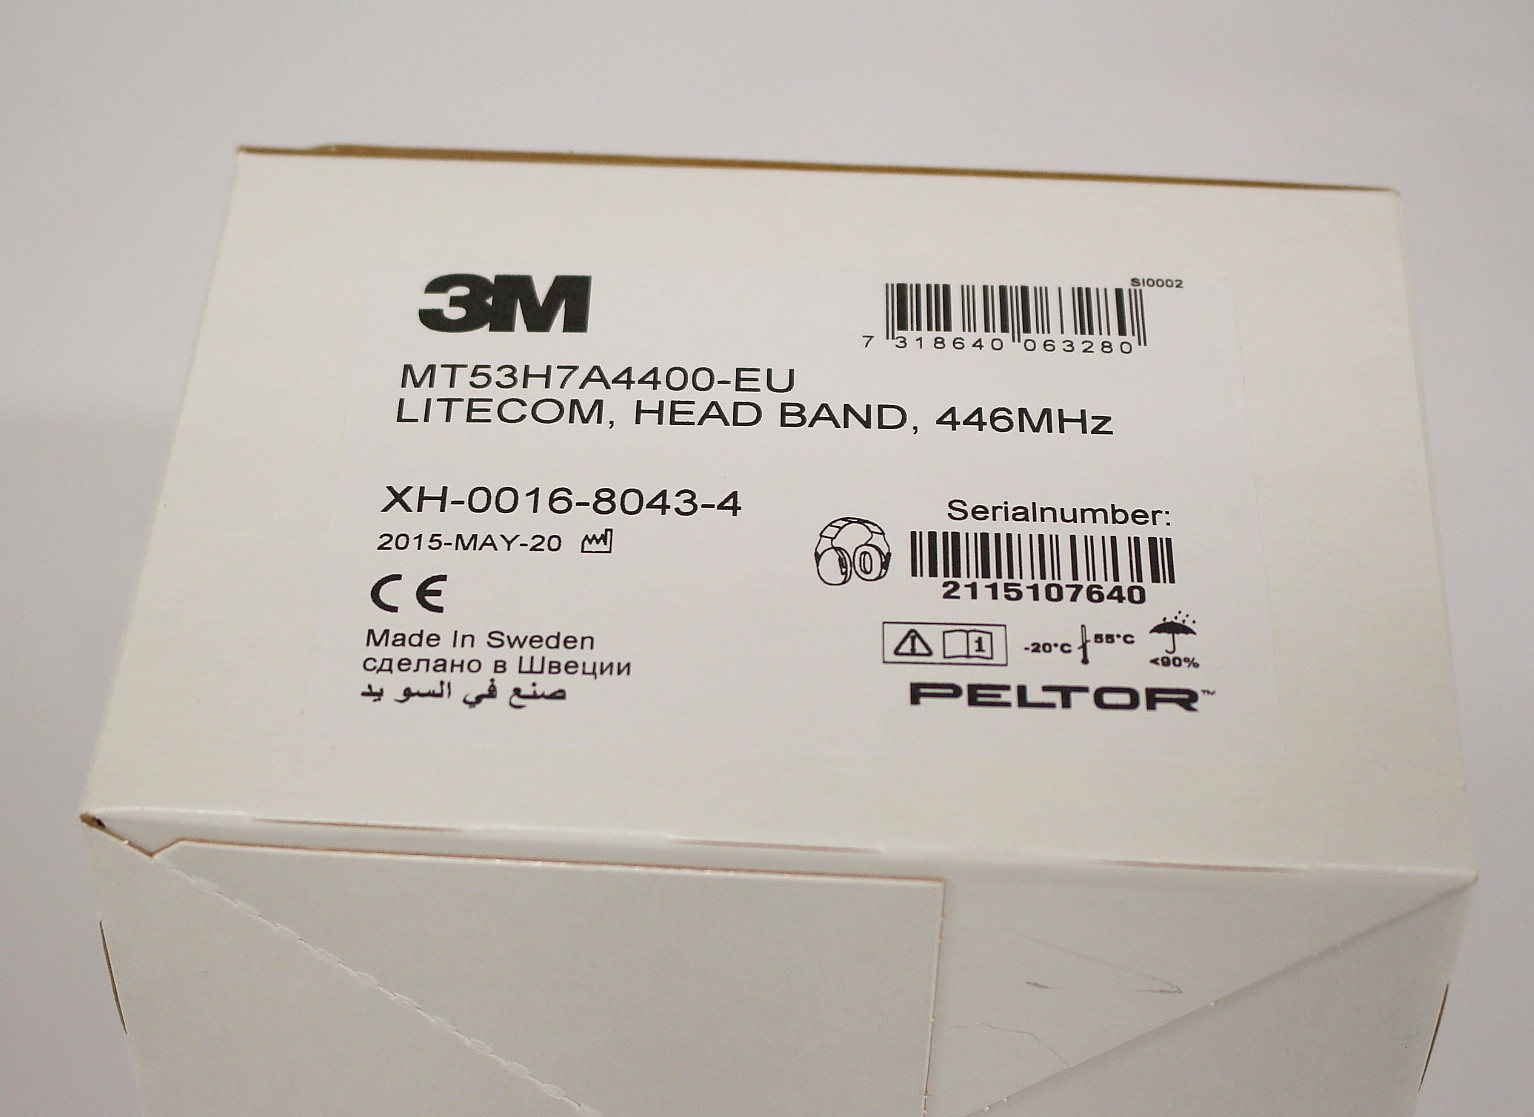 3M
SI0002
7 318640 063280
MT53H7A4400-EU
LITECOM, HEAD BAND, 446MHz
XH-0016-8043-4
2015-MAY-20
Serialnumber:
2115107640
CE
Made In Sweden
сделано в Швеции
صنع في السو يد
i
-20°C 55°C
<90%
PELTOR™